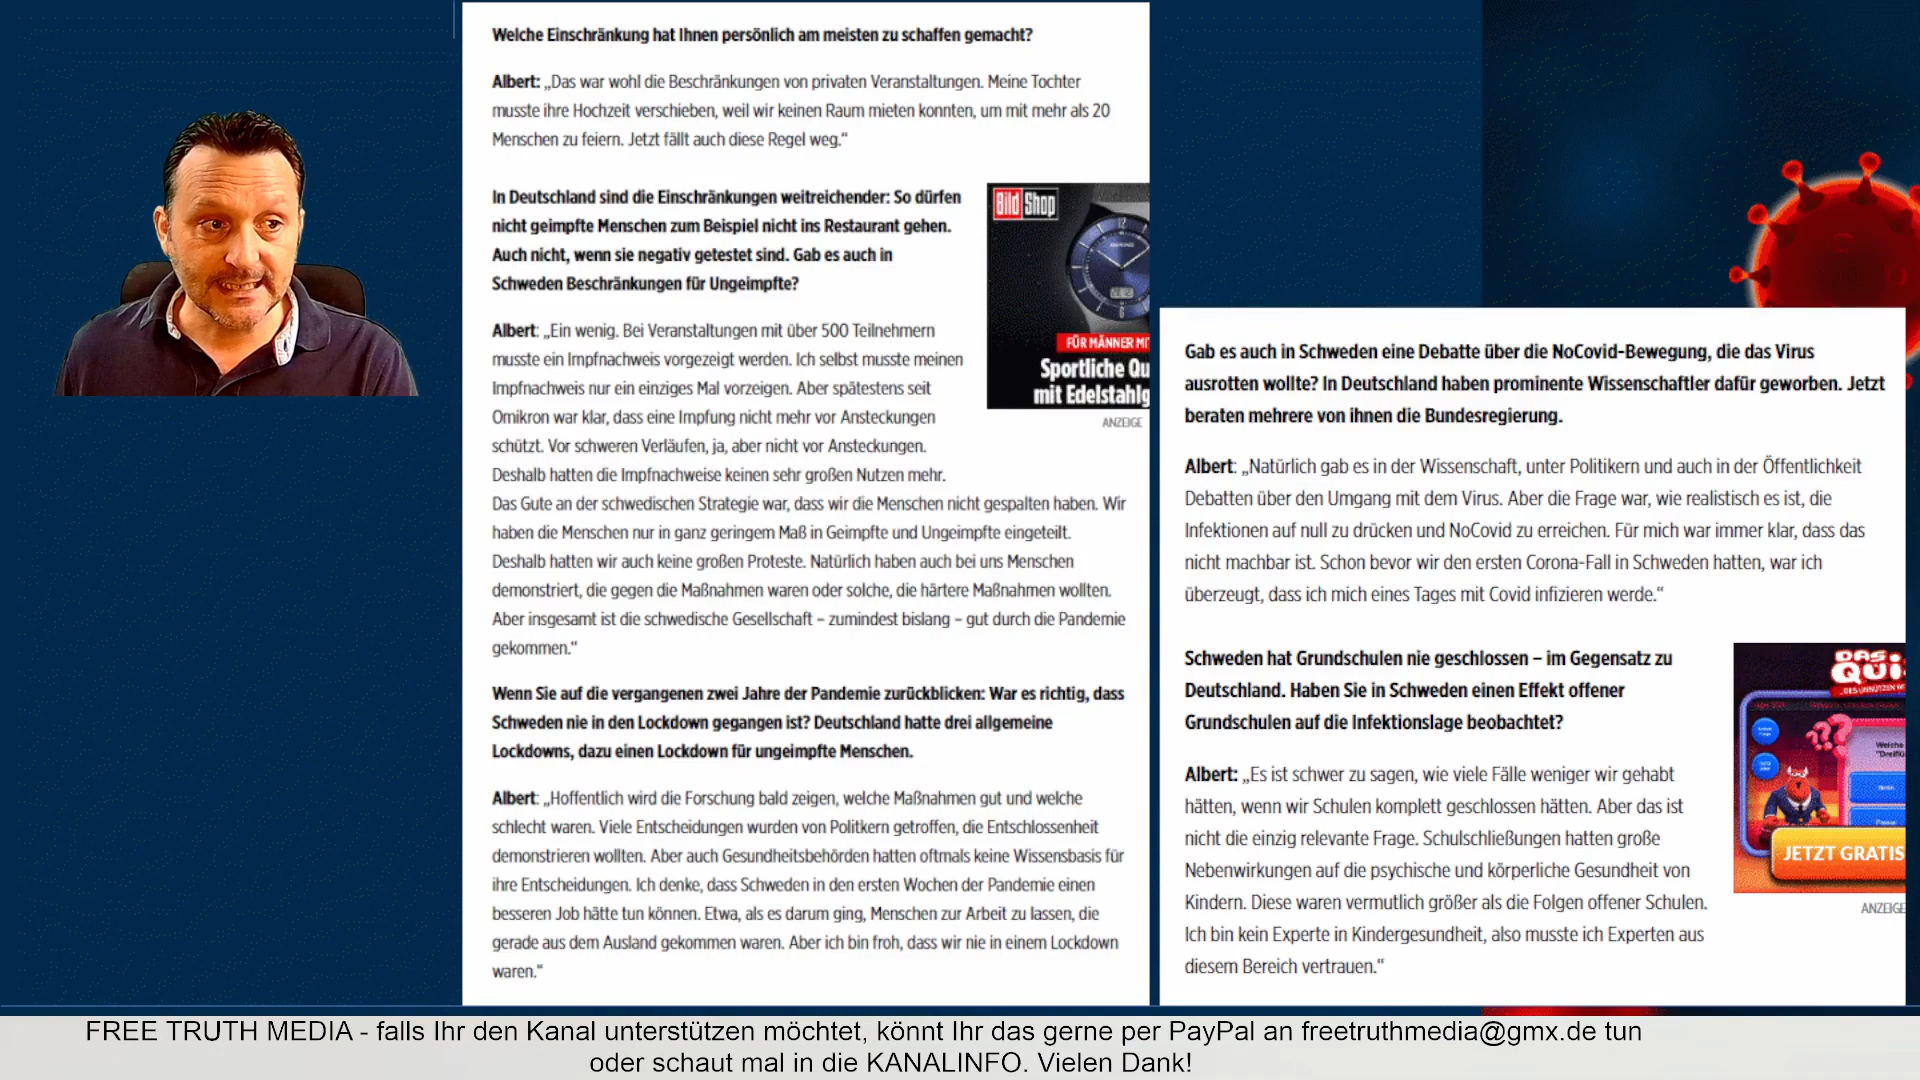 Welche Einschränkung hat Ihnen persönlich am meisten zu schaffen gemacht?
Albert: „Das war wohl die Beschränkungen von privaten Veranstaltungen. Meine Tochter
musste ihre Hochzeit verschieben, weil wir keinen Raum mieten konnten, um mit mehr als 20
Menschen zu feiern. Jetzt fällt auch diese Regel weg.“
In Deutschland sind die Einschränkungen weitreichender: So dürfen
nicht geimpfte Menschen zum Beispiel nicht ins Restaurant gehen.
Auch nicht, wenn sie negativ getestet sind. Gab es auch in
Schweden Beschränkungen für Ungeimpfte?
Albert: „Ein wenig. Bei Veranstaltungen mit über 500 Teilnehmern
musste ein Impfnachweis vorgezeigt werden. Ich selbst musste meinen
Impfnachweis nur ein einziges Mal vorzeigen. Aber spätestens seit
Omikron war klar, dass eine Impfung nicht mehr vor Ansteckungen
schützt. Vor schweren Verläufen, ja, aber nicht vor Ansteckungen.
Deshalb hatten die Impfnachweise keinen sehr großen Nutzen mehr.
Das Gute an der schwedischen Strategie war, dass wir die Menschen nicht gespalten haben. Wir
haben die Menschen nur in ganz geringem Maß in Geimpfte und Ungeimpfte eingeteilt.
Deshalb hatten wir auch keine großen Proteste. Natürlich haben auch bei uns Menschen
demonstriert, die gegen die Maßnahmen waren oder solche, die härtere Maßnahmen wollten.
Aber insgesamt ist die schwedische Gesellschaft – zumindest bislang – gut durch die Pandemie
gekommen.“
Wenn Sie auf die vergangenen zwei Jahre der Pandemie zurückblicken: War es richtig, dass
Schweden nie in den Lockdown gegangen ist? Deutschland hatte drei allgemeine
Lockdowns, dazu einen Lockdown für ungeimpfte Menschen.
Albert: „Hoffentlich wird die Forschung bald zeigen, welche Maßnahmen gut und welche
schlecht waren. Viele Entscheidungen wurden von Politkern getroffen, die Entschlossenheit
demonstrieren wollten. Aber auch Gesundheitsbehörden hatten oftmals keine Wissensbasis für
ihre Entscheidungen. Ich denke, dass Schweden in den ersten Wochen der Pandemie einen
besseren Job hätte tun können. Etwa, als es darum ging, Menschen zur Arbeit zu lassen, die
gerade aus dem Ausland gekommen waren. Aber ich bin froh, dass wir nie in einem Lockdown
waren.“
Bild Shop
FÜR MÄNNER MI
Sportliche Qu
mit Edelstahlg
ANZEIGE
Gab es auch in Schweden eine Debatte über die NoCovid-Bewegung, die das Virus
ausrotten wollte? In Deutschland haben prominente Wissenschaftler dafür geworben. Jetzt
beraten mehrere von ihnen die Bundesregierung.
Albert: „Natürlich gab es in der Wissenschaft, unter Politikern und auch in der Öffentlichkeit
Debatten über den Umgang mit dem Virus. Aber die Frage war, wie realistisch es ist, die
Infektionen auf null zu drücken und NoCovid zu erreichen. Für mich war immer klar, dass das
nicht machbar ist. Schon bevor wir den ersten Corona-Fall in Schweden hatten, war ich
überzeugt, dass ich mich eines Tages mit Covid infizieren werde.“
Schweden hat Grundschulen nie geschlossen – im Gegensatz zu
Deutschland. Haben Sie in Schweden einen Effekt offener
Grundschulen auf die Infektionslage beobachtet?
Albert: „Es ist schwer zu sagen, wie viele Fälle weniger wir gehabt
hätten, wenn wir Schulen komplett geschlossen hätten. Aber das ist
nicht die einzig relevante Frage. Schulschließungen hatten große
Nebenwirkungen auf die psychische und körperliche Gesundheit von
Kindern. Diese waren vermutlich größer als die Folgen offener Schulen.
Ich bin kein Experte in Kindergesundheit, also musste ich Experten aus
diesem Bereich vertrauen.“
DAS
QUI
JETZT GRATIS
ANZEIGE
FREE TRUTH MEDIA - falls Ihr den Kanal unterstützen möchtet, könnt Ihr das gerne per PayPal an freetruthmedia@gmx.de tun
oder schaut mal in die KANALINFO. Vielen Dank!